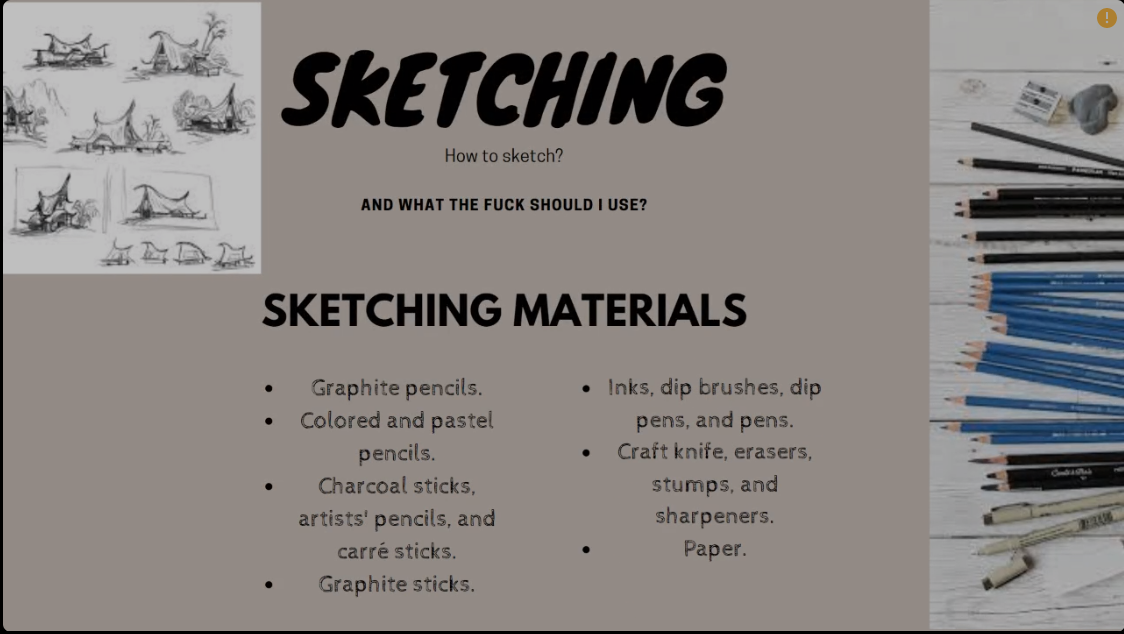 SKETCHING
How to sketch?
AND WHAT THE FUCK SHOULD I USE?
SKETCHING MATERIALS
• Graphite pencils.
• Colored and pastel
pencils.
• Charcoal sticks,
artists' pencils, and
carré sticks.
• Graphite sticks.
• Inks, dip brushes, dip
pens, and pens.
• Craft knife, erasers,
stumps, and
sharpeners.
• Paper.